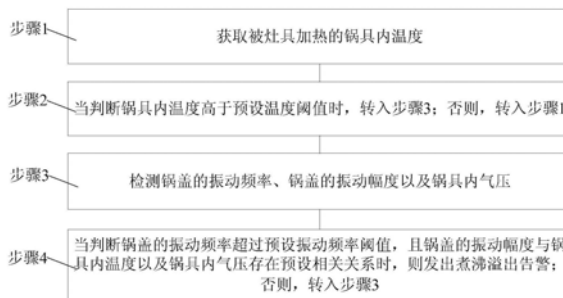 步骤1
获取被灶具加热的锅具内温度
步骤2
当判断锅具内温度高于预设温度阈值时，转入步骤3；否则，转入步骤1
步骤3
检测锅盖的振动频率、锅盖的振动幅度以及锅具内气压
步骤4
当判断锅盖的振动频率超过预设振动频率阈值，且锅盖的振动幅度与锅
具内温度以及锅具内气压存在预设相关关系时，则发出煮沸溢出告警；
否则，转入步骤3